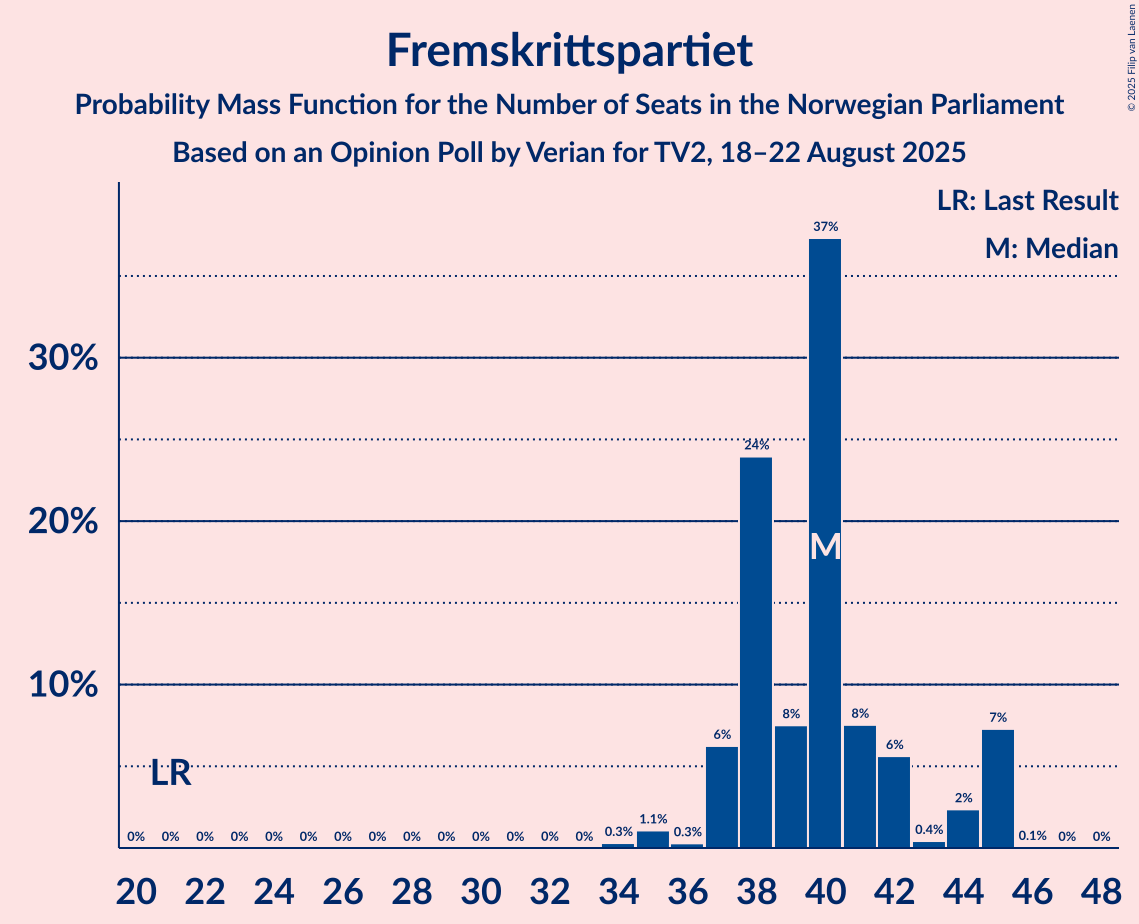 Fremskrittspartiet
Probability Mass Function for the Number of Seats in the Norwegian Parliament
Based on an Opinion Poll by Verian for TV2, 18–22 August 2025
© 2025 Filip van Laenen
LR: Last Result
M: Median
37%
30%
24%
20%
M
10%
8%
8%
7%
6%
6%
LR
2%
0% 0% 0% 0% 0% 0% 0% 0% 0% 0% 0% 0% 0% 0% 0.3% 1.1% 0.3% 0.4% 0.1% 0% 0%
20 22 24 26 28 30 32 34 36 38 40 42 44 46 48